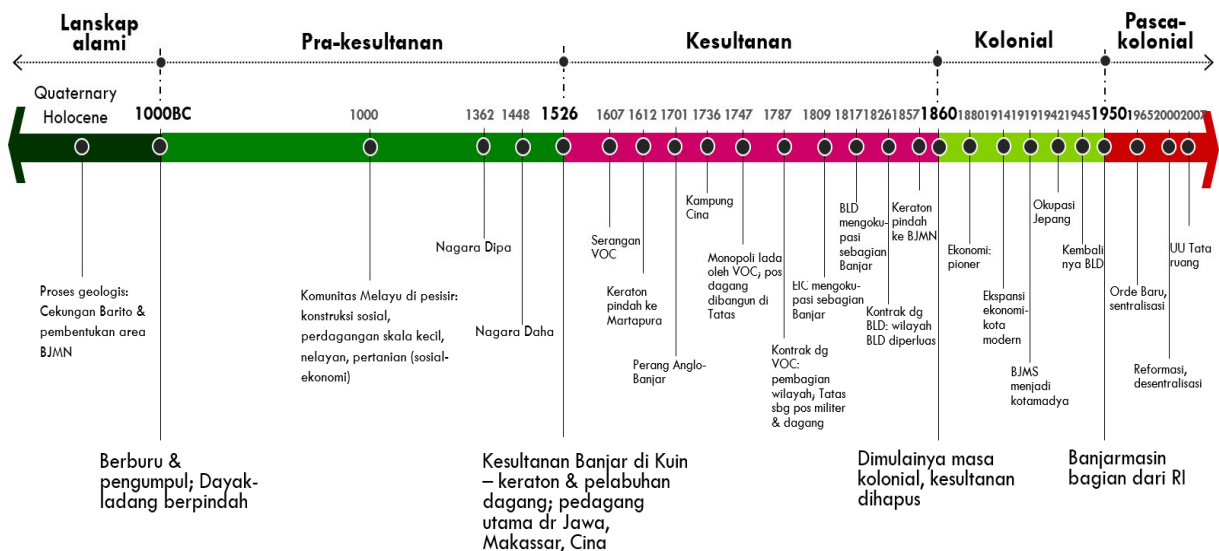 Lanskap
alami
Pra-kesultanan
Kesultanan
Kolonial
Pasca-
kolonial
Quaternary
Holocene
1000BC
1000
1362
1448
1526
1607
1612
1701
1736
1747
1787
1809
1817
1826
1857
1860
1880
1914
1919
1942
1945
1950
1965
2000
2007
Proses geologis:
Cekungan Barito &
pembentukan area
BJMN
Berburu &
pengumpul; Dayak-
ladang berpindah
Komunitas Melayu di pesisir:
konstruksi sosial,
perdagangan skala kecil,
nelayan, pertanian (sosial-
ekonomi)
Nagara Dipa
Nagara Daha
Kesultanan Banjar di Kuin
– keraton & pelabuhan
dagang; pedagang
utama dr Jawa,
Makassar, Cina
Serangan
VOC
Keraton
pindah ke
Martapura
Perang Anglo-
Banjar
Kampung
Cina
Monopoli lada
oleh VOC; pos
dagang
dibangun di
Tatas
Kontrak dg
VOC:
pembagian
wilayah; Tatas
sbg pos militer
& dagang
EIC mengoku-
pasi sebagian
Banjar
BLD
mengoku-
pasi
sebagian
Banjar
Kontrak dg
BLD: wilayah
BLD diperluas
Keraton
pindah
ke BJMN
Dimulainya masa
kolonial, kesultanan
dihapus
Ekonomi:
pioner
Ekspansi
ekonomi-
kota
modern
BJMS
menjadi
kotamadya
Okupasi
Jepang
Kembali
nya BLD
Banjarmasin
bagian dari RI
Orde Baru,
sentralisasi
Reformasi,
desentralisasi
UU Tata
ruang